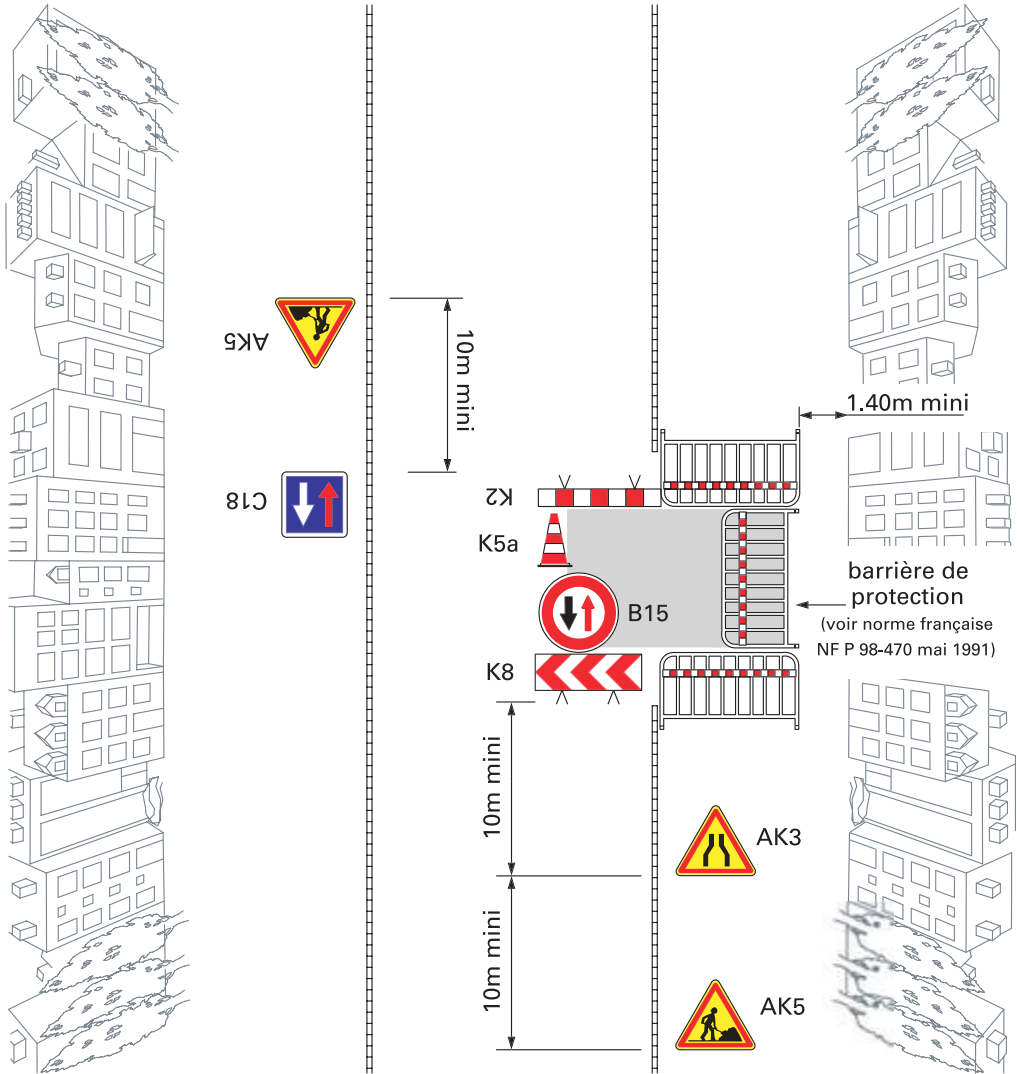 AK5
10m mini
1.40m mini
C18
K2
K5a
barrière de
protection
(voir norme française
NF P 98-470 mai 1991)
B15
K8
10m mini
AK3
10m mini
AK5